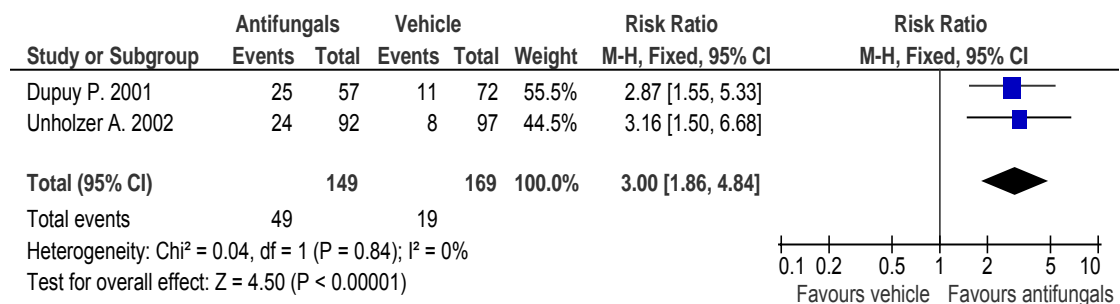 Antifungals Vehicle Risk Ratio Risk Ratio
Study or Subgroup Events Total Events Total Weight M-H, Fixed, 95% CI M-H, Fixed, 95% CI
Dupuy P. 2001 25 57 11 72 55.5% 2.87 [1.55, 5.33]
Unholzer A. 2002 24 92 8 97 44.5% 3.16 [1.50, 6.68]
Total (95% CI) 149 169 100.0% 3.00 [1.86, 4.84]
Total events 49 19
Heterogeneity: Chi² = 0.04, df = 1 (P = 0.84); I² = 0%
Test for overall effect: Z = 4.50 (P < 0.00001)
0.1 0.2 0.5 1 2 5 10
Favours vehicle Favours antifungals